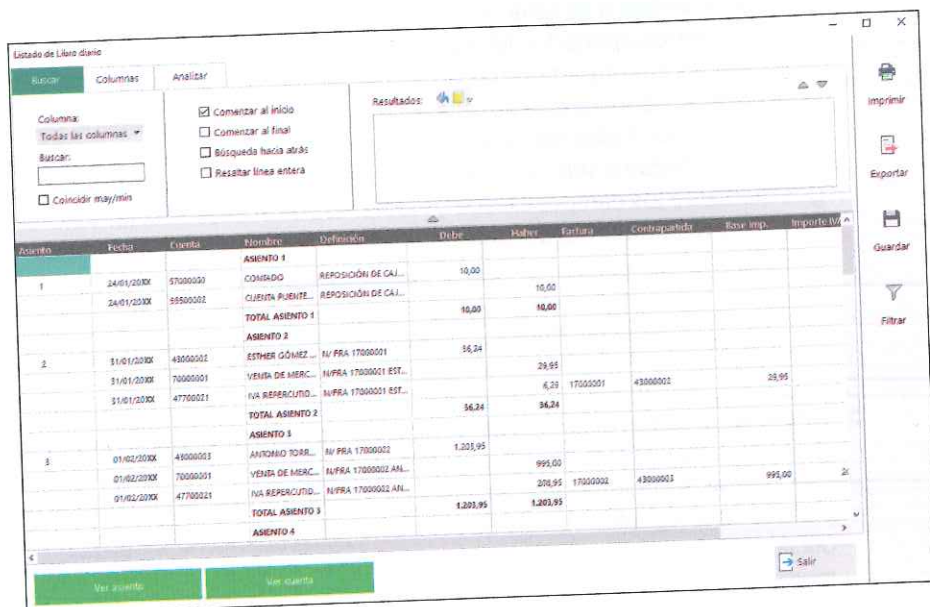 Listado de Libro diario
Buscar Columnas Analizar
Columna:
Todas las columnas
Buscar:
Coincidir may/min
Comenzar al inicio
Comenzar al final
Búsqueda hacia atrás
Resaltar línea entera
Resultados:
Imprimir
Exportar
Guardar
Filtrar
Asiento Fecha Cuenta Nombre Definición Debe Haber Factura Contrapartida Base imp. Importe IVA
ASIENTO 1
1 24/01/20XX 57000000 CONTADO REPOSICIÓN DE CAJ... 10,00
24/01/20XX 55500002 CUENTA PUENTE... REPOSICIÓN DE CAJ... 10,00
TOTAL ASIENTO 1 10,00 10,00
ASIENTO 2
2 31/01/20XX 43000002 ESTHER GÓMEZ ... N/ FRA 17000001 36,24
31/01/20XX 70000001 VENTA DE MERC... N/FRA 17000001 EST... 29,95
31/01/20XX 47700021 IVA REPERCUTID... N/FRA 17000001 EST... 6,29 17000001 43000002 29,95
TOTAL ASIENTO 2 36,24 36,24
ASIENTO 3
3 01/02/20XX 43000003 ANTONIO TORR... N/ FRA 17000002 1.203,95
01/02/20XX 70000001 VENTA DE MERC... N/FRA 17000002 AN... 995,00
01/02/20XX 47700021 IVA REPERCUTID... N/FRA 17000002 AN... 208,95 17000002 43000003 995,00
TOTAL ASIENTO 3 1.203,95 1.203,95
ASIENTO 4
Ver asiento Ver cuenta Salir